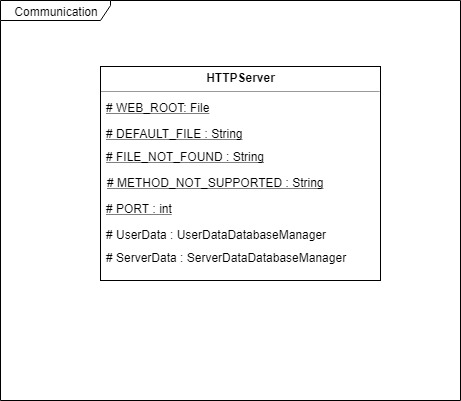 Communication
HTTPServer
# WEB_ROOT: File
# DEFAULT_FILE : String
# FILE_NOT_FOUND : String
# METHOD_NOT_SUPPORTED : String
# PORT : int
# UserData : UserDataDatabaseManager
# ServerData : ServerDataDatabaseManager